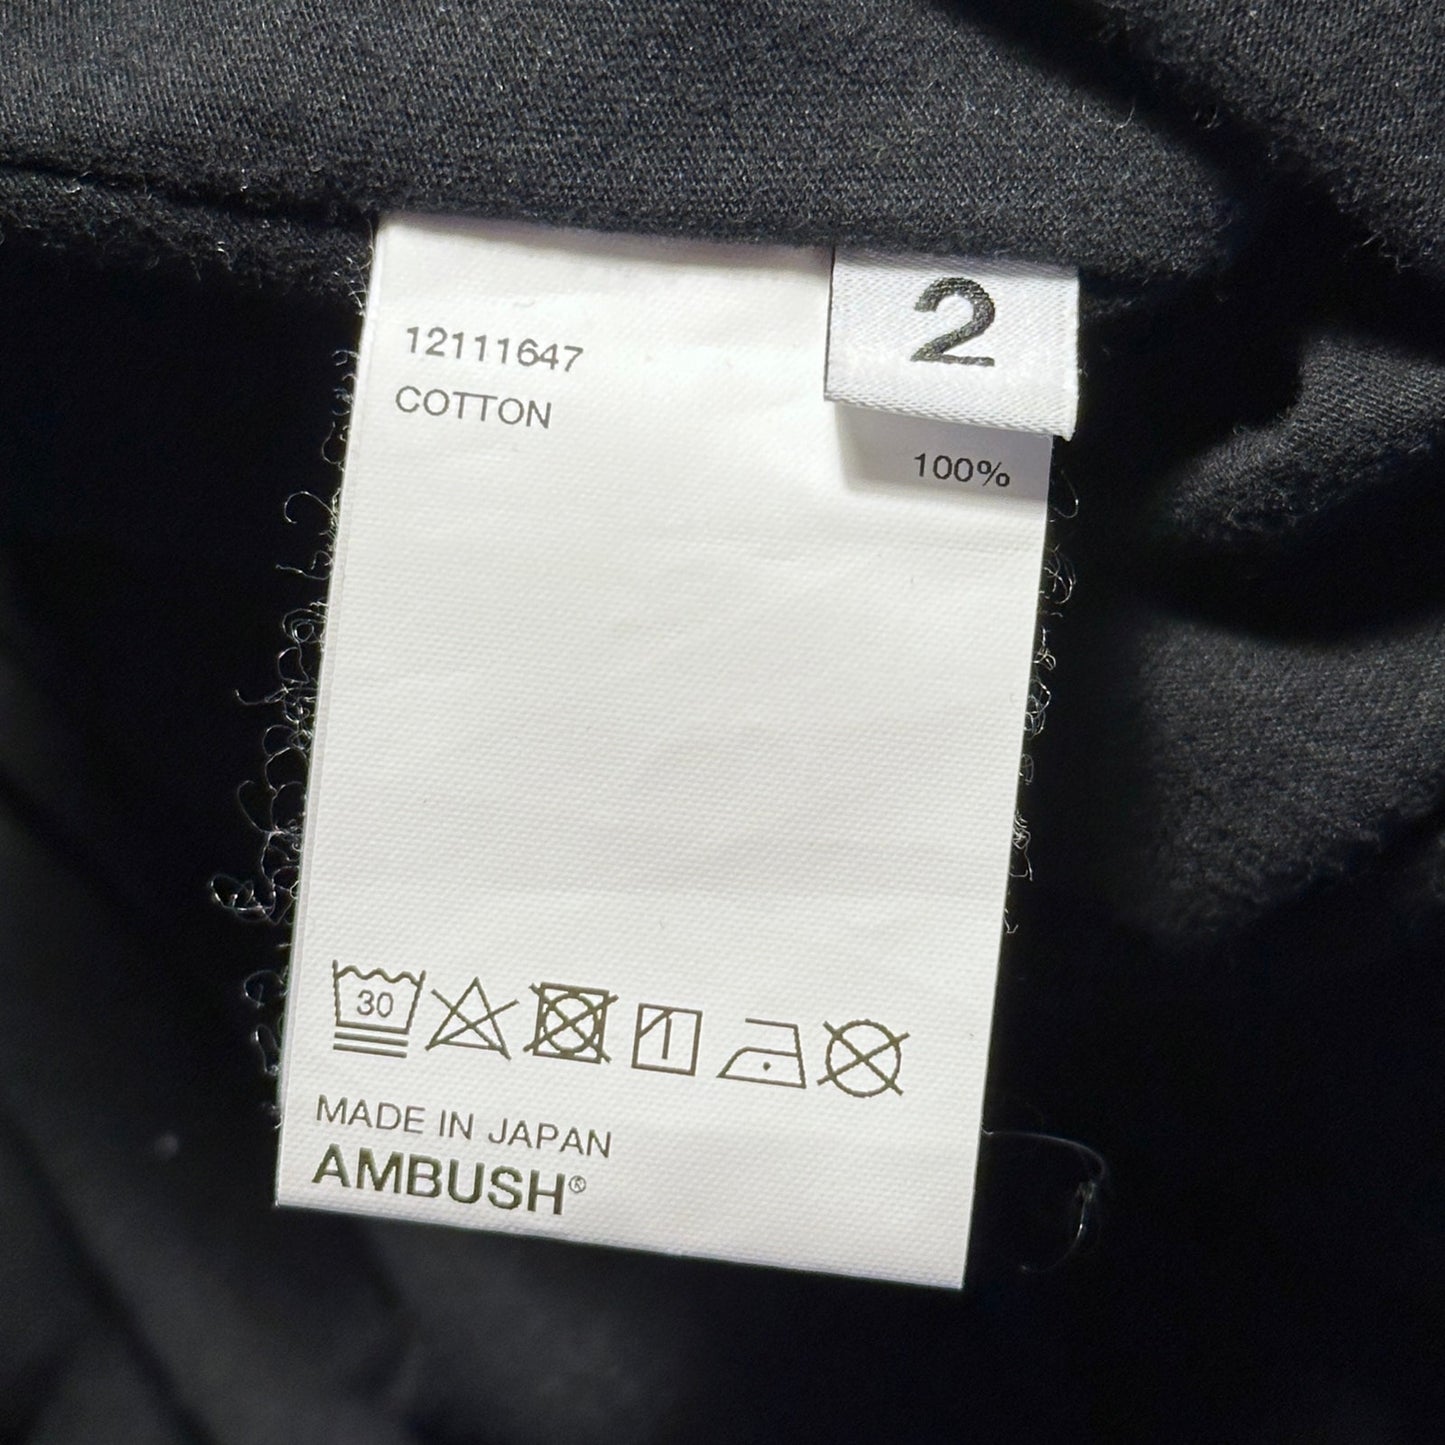 2
12111647
COTTON 100%
30
MADE IN JAPAN
AMBUSH®